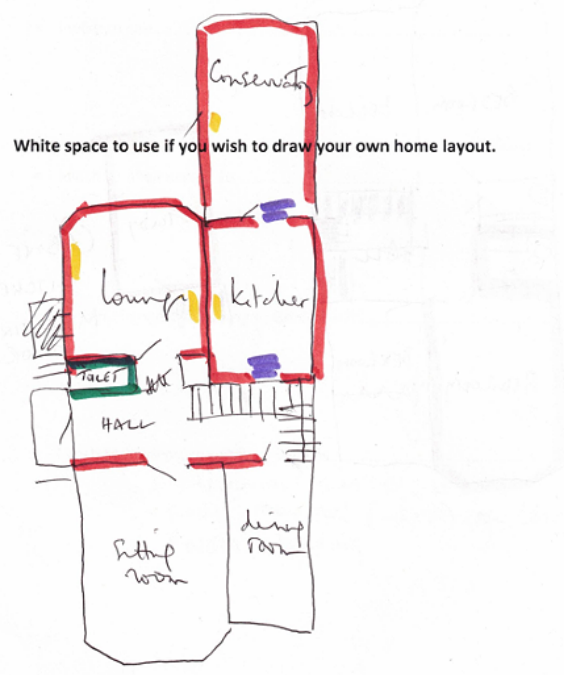 Conservatory
White space to use if you wish to draw your own home layout.
Lounge
Kitchen
TOILET
HALL
Sitting
room
dining
room